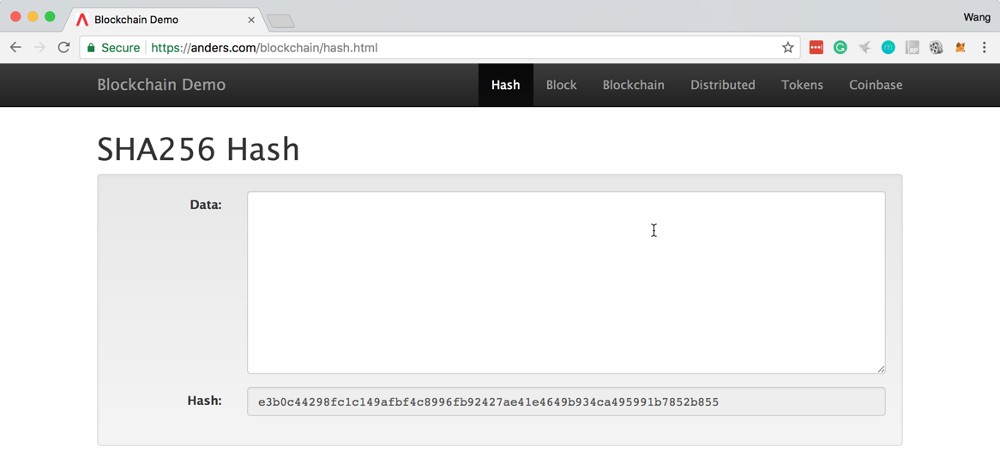 Blockchain Demo
Wang
Secure https://anders.com/blockchain/hash.html
Blockchain Demo Hash Block Blockchain Distributed Tokens Coinbase
SHA256 Hash
Data:
Hash: e3b0c44298fc1c149afbf4c8996fb92427ae41e4649b934ca495991b7852b855